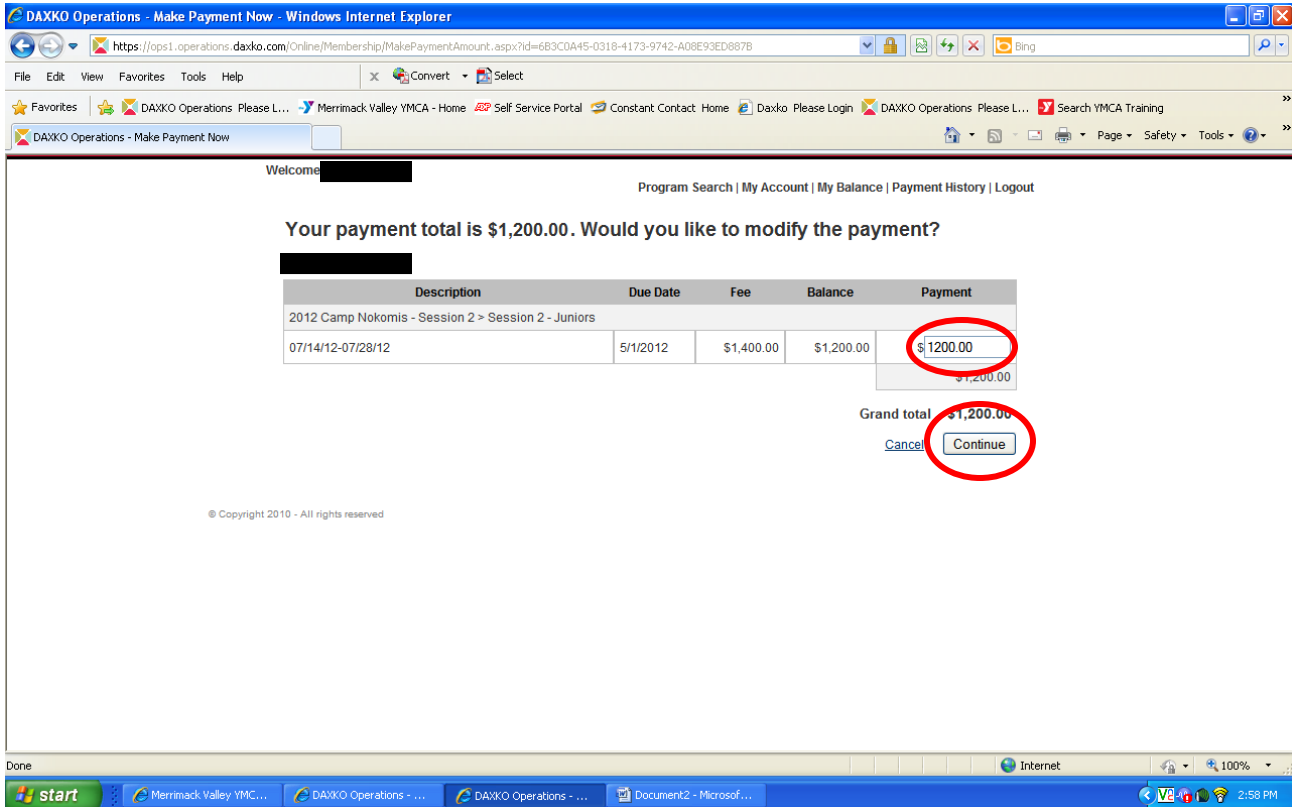 DAXKO Operations - Make Payment Now - Windows Internet Explorer
https://ops1.operations.daxko.com/Online/Membership/MakePaymentAmount.aspx?id=6B3C0A45-0318-4173-9742-A08E93ED887B Bing
File Edit View Favorites Tools Help x Convert Select
Favorites DAXKO Operations Please L... Merrimack Valley YMCA - Home Self Service Portal Constant Contact Home Daxko Please Login DAXKO Operations Please L... Search YMCA Training »
DAXKO Operations - Make Payment Now Page Safety Tools »
Welcome
Program Search | My Account | My Balance | Payment History | Logout
Your payment total is $1,200.00. Would you like to modify the payment?
Description Due Date Fee Balance Payment
2012 Camp Nokomis - Session 2 > Session 2 - Juniors
07/14/12-07/28/12 5/1/2012 $1,400.00 $1,200.00 $ 1200.00
$1,200.00
Grand total $1,200.00
Cancel Continue
© Copyright 2010 - All rights reserved
Done Internet 100%
start Merrimack Valley YMC... DAXKO Operations - ... DAXKO Operations - ... Document2 - Microsof... 2:58 PM